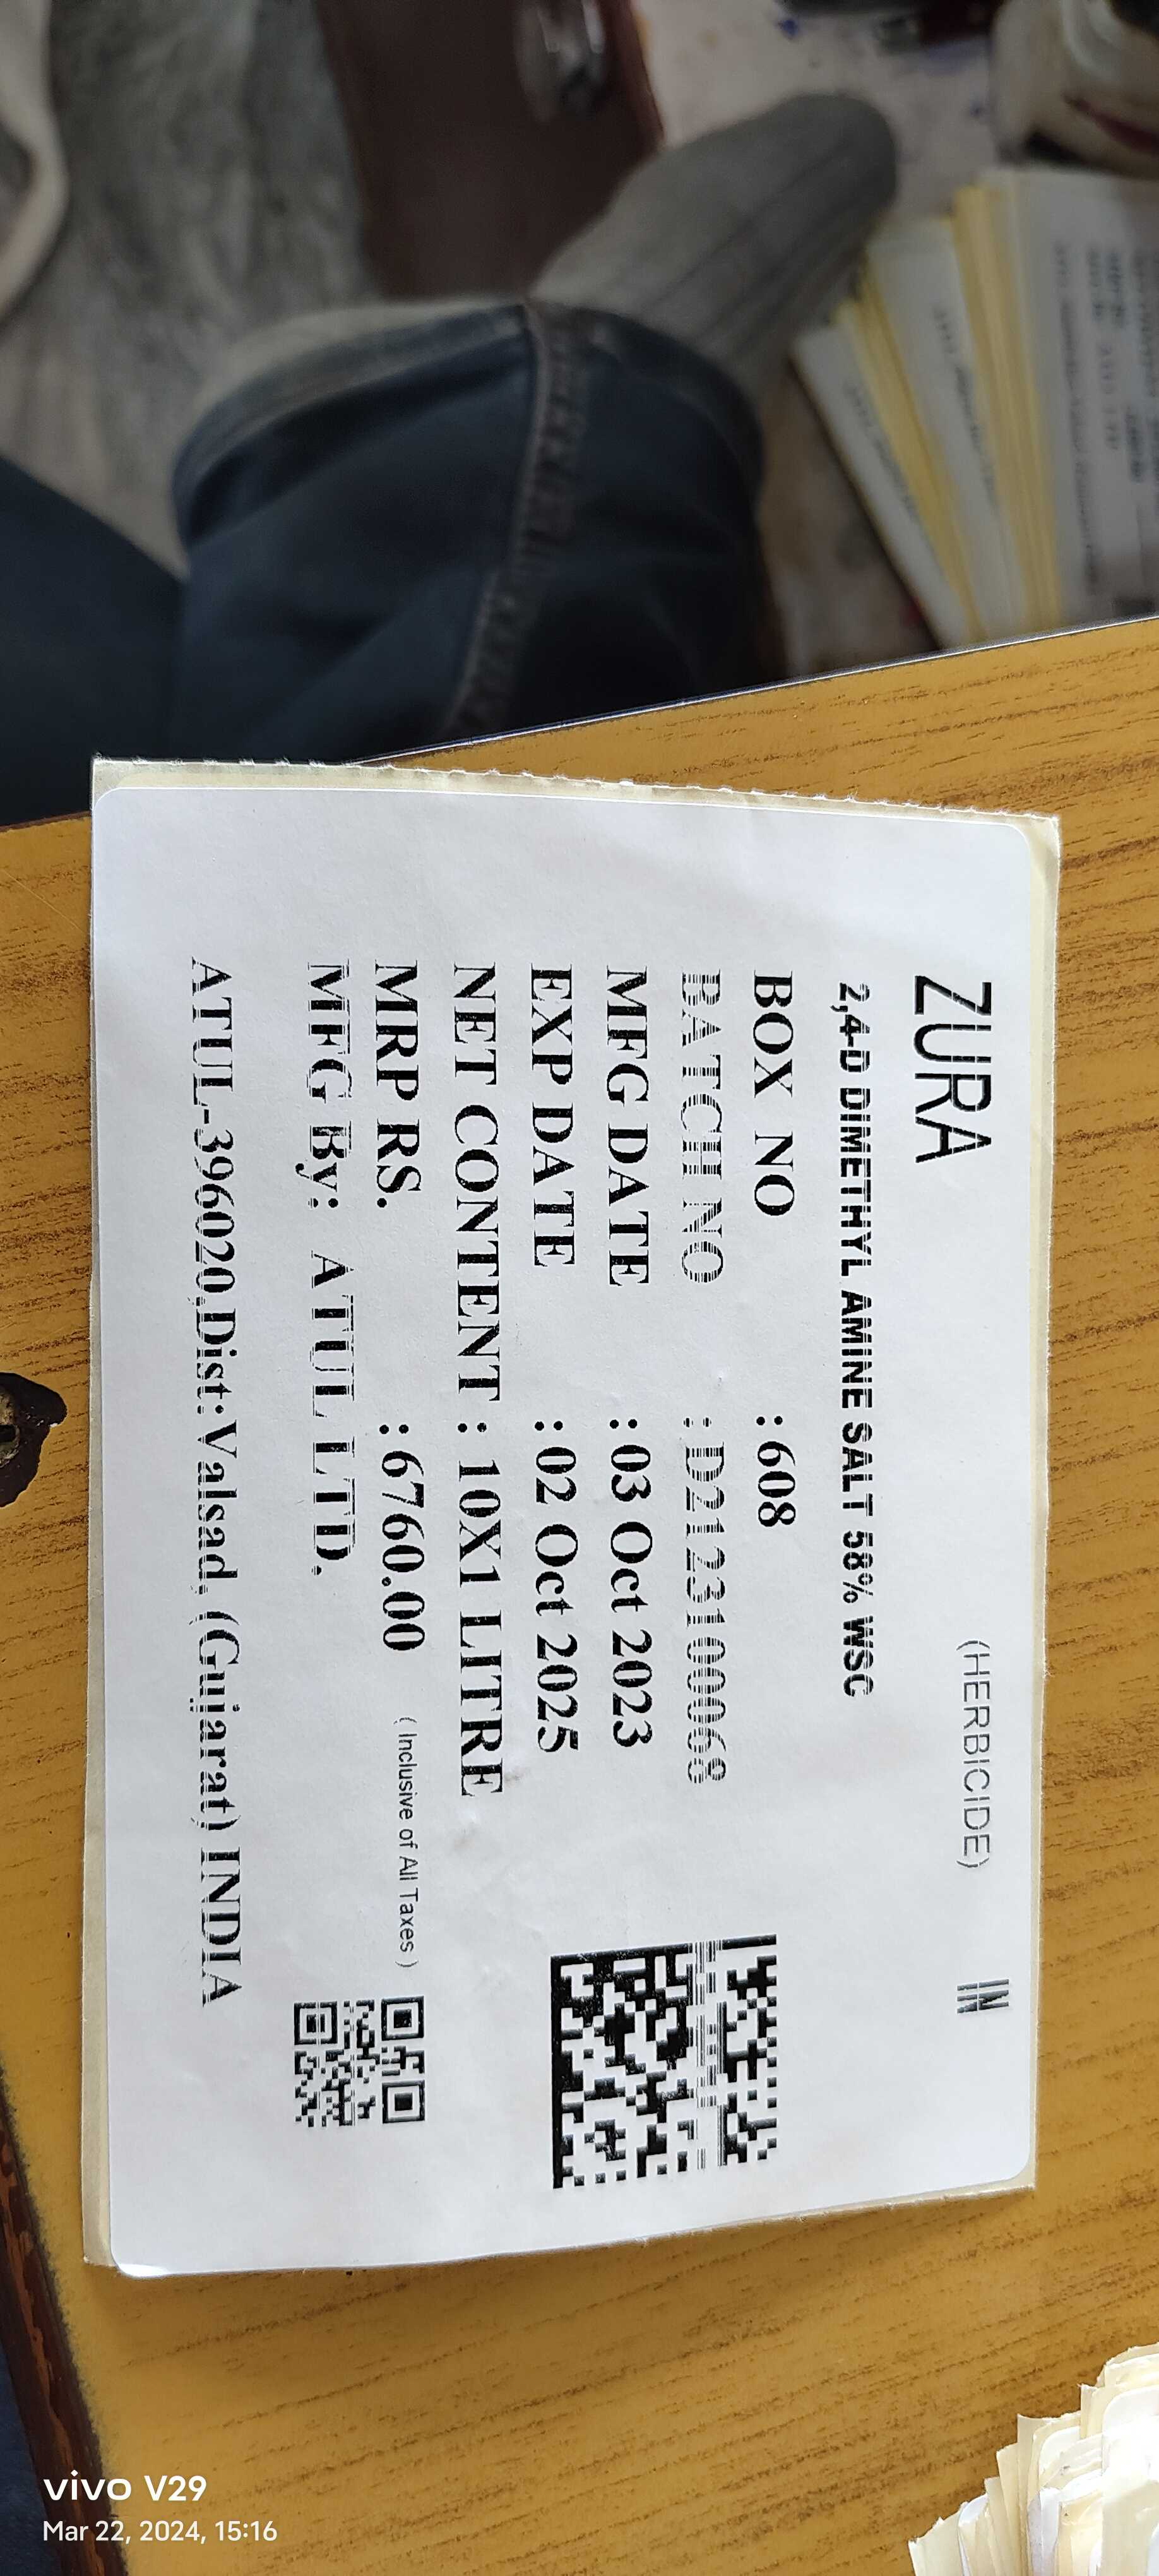 ZURA (HERBICIDE) IN
2,4-D DIMETHYL AMINE SALT 58% WSC
BOX NO :608
BATCH NO :D2123100068
MFG DATE :03 Oct 2023
EXP DATE :02 Oct 2025
NET CONTENT : 10X1 LITRE
MRP RS. :6760.00 ( Inclusive of All Taxes )
MFG By: ATUL LTD.
ATUL-396020,Dist:Valsad, (Gujarat) INDIA
vivo V29
Mar 22, 2024, 15:16